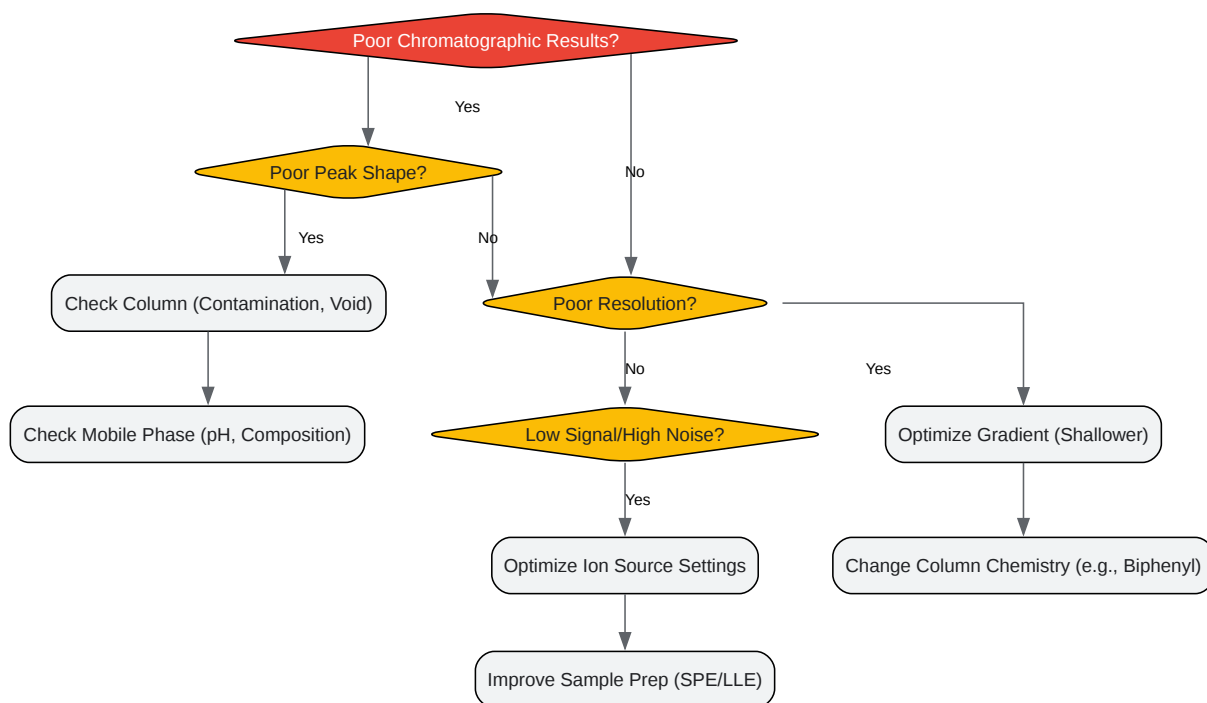 Poor Chromatographic Results?
Yes
Poor Peak Shape?
No
Yes
No
Check Column (Contamination, Void)
Poor Resolution?
No
Yes
Check Mobile Phase (pH, Composition)
Low Signal/High Noise?
Optimize Gradient (Shallower)
Yes
Optimize Ion Source Settings
Change Column Chemistry (e.g., Biphenyl)
Improve Sample Prep (SPE/LLE)